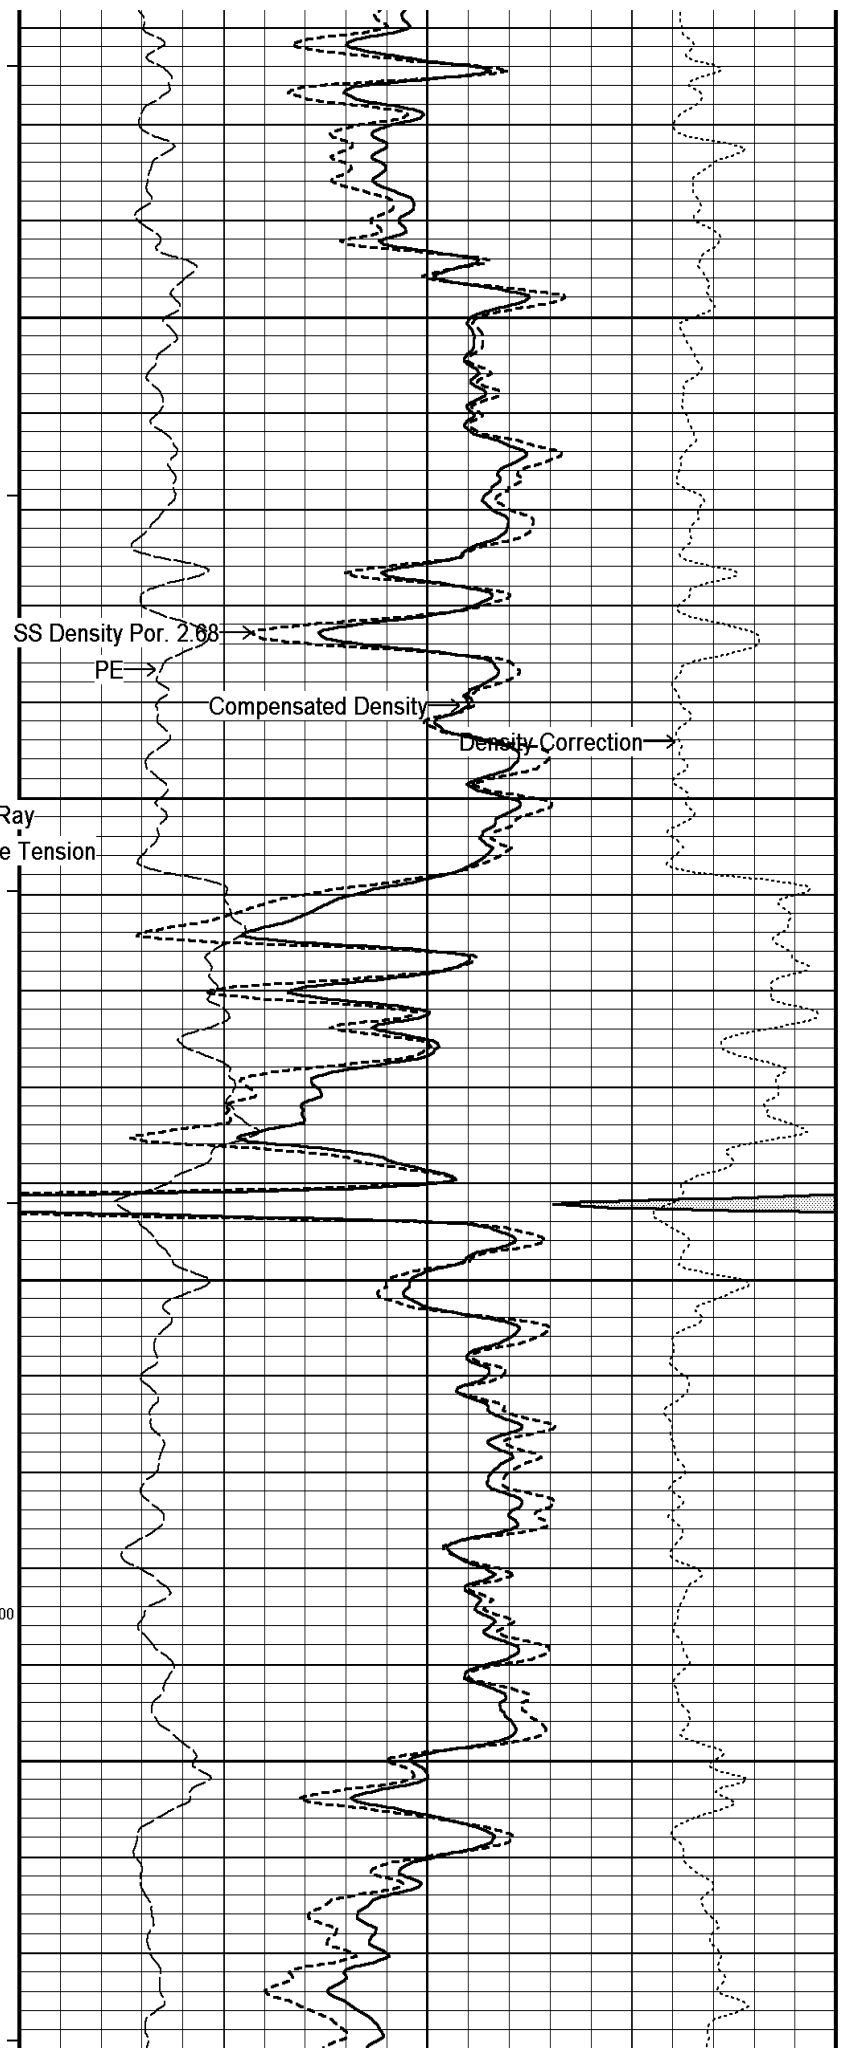 SS Density Por. 2.68
PE
Compensated Density
Density Correction
Ray
e Tension
00